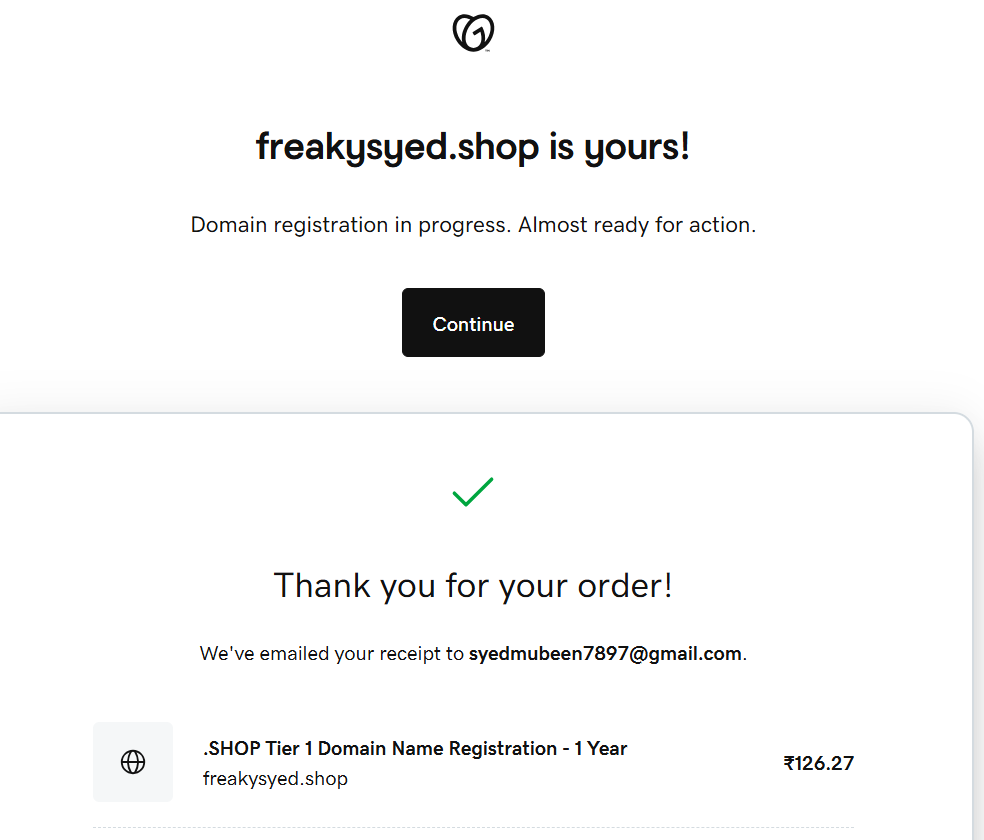 freakysyed.shop is yours!
Domain registration in progress. Almost ready for action.
Continue
Thank you for your order!
We've emailed your receipt to syedmubeen7897@gmail.com.
.SHOP Tier 1 Domain Name Registration - 1 Year
₹126.27
freakysyed.shop